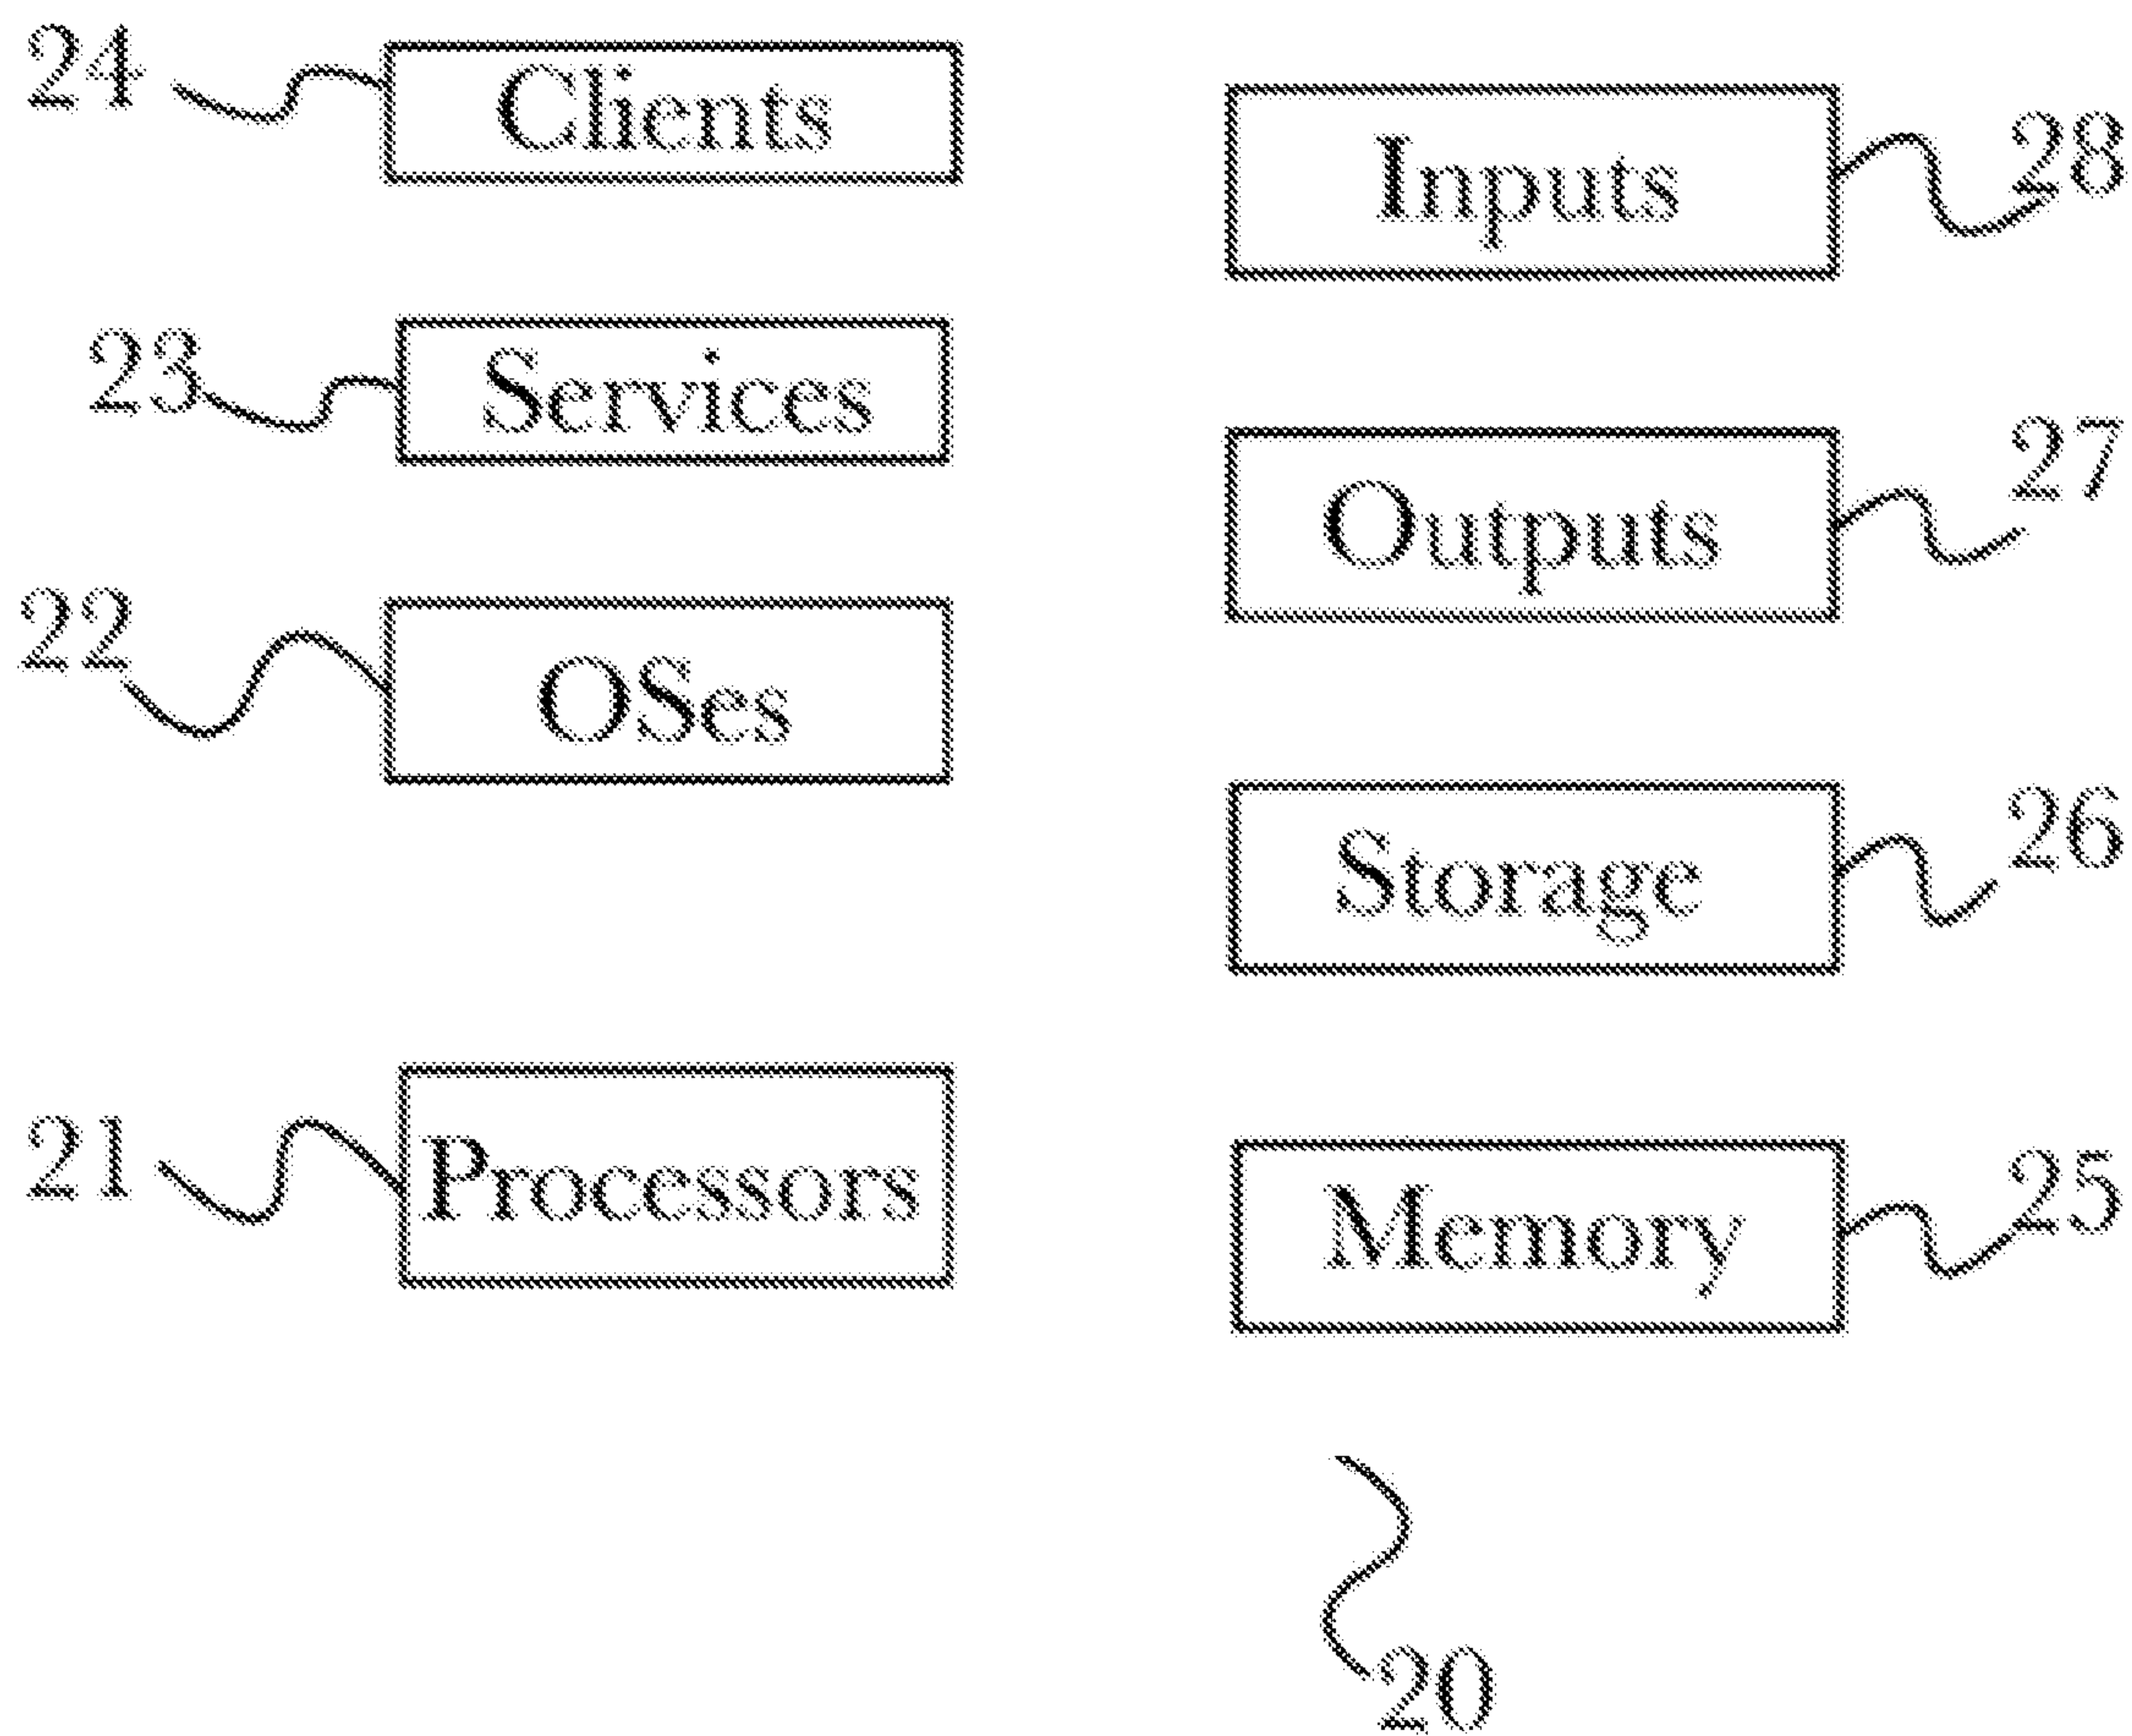 24 Clients
Inputs 28
23 Services
Outputs 27
22 OSes
Storage 26
21 Processors
Memory 25
20